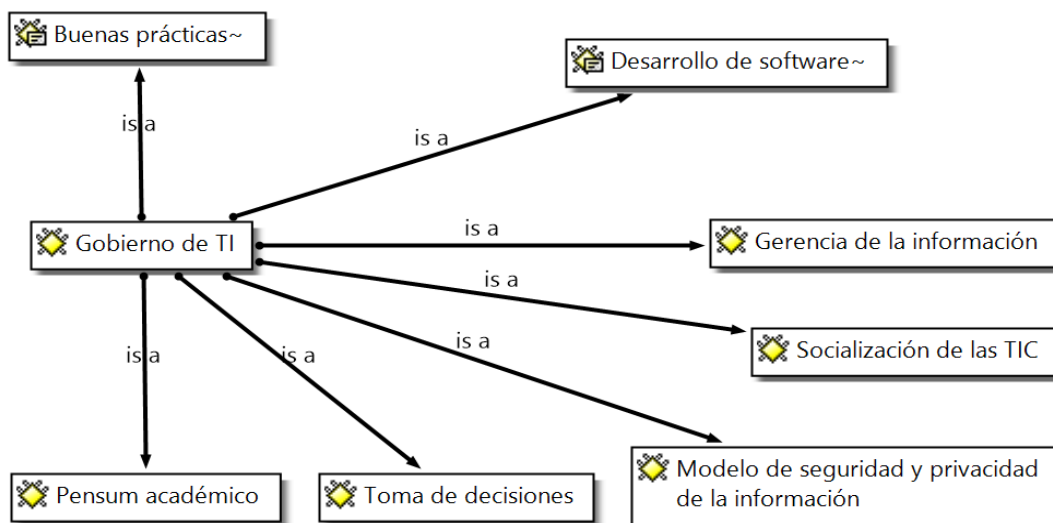 Buenas prácticas~
Desarrollo de software~
is a
is a
Gobierno de TI
is a
Gerencia de la información
is a
Socialización de las TIC
is a
is a
is a
Pensum académico
Toma de decisiones
Modelo de seguridad y privacidad
de la información